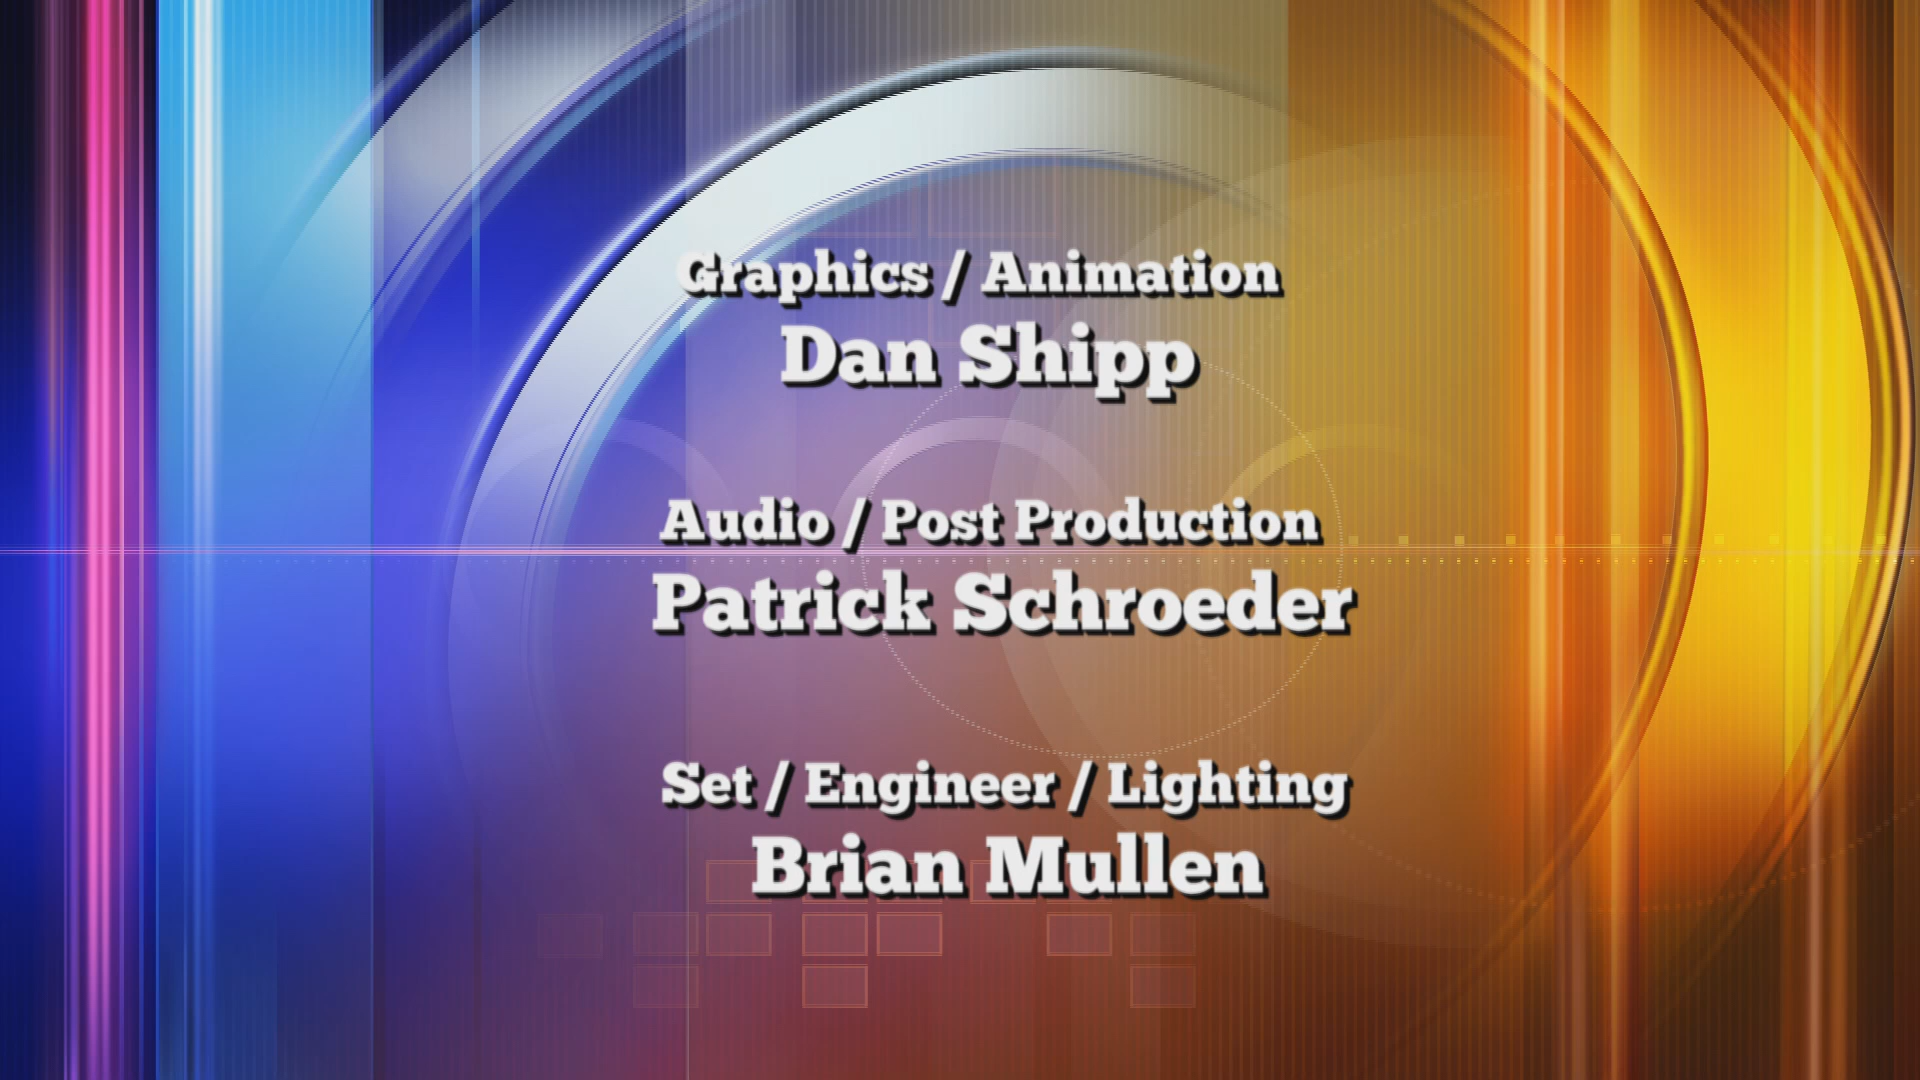 Graphics / Animation
Dan Shipp
Audio / Post Production
Patrick Schroeder
Set / Engineer / Lighting
Brian Mullen